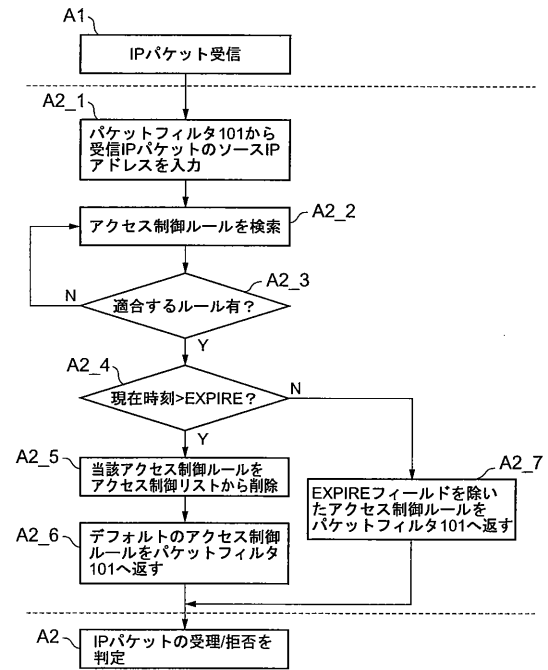 A1
IPパケット受信
A2_1
パケットフィルタ101から
受信IPパケットのソースIP
アドレスを入力
アクセス制御ルールを検索
A2_2
A2_3
N
適合するルール有?
Y
A2_4
現在時刻>EXPIRE?
N
Y
A2_5
当該アクセス制御ルールを
アクセス制御リストから削除
A2_7
EXPIREフィールドを除い
たアクセス制御ルールを
パケットフィルタ101へ返す
A2_6
デフォルトのアクセス制御
ルールをパケットフィルタ
101へ返す
A2
IPパケットの受理/拒否を
判定